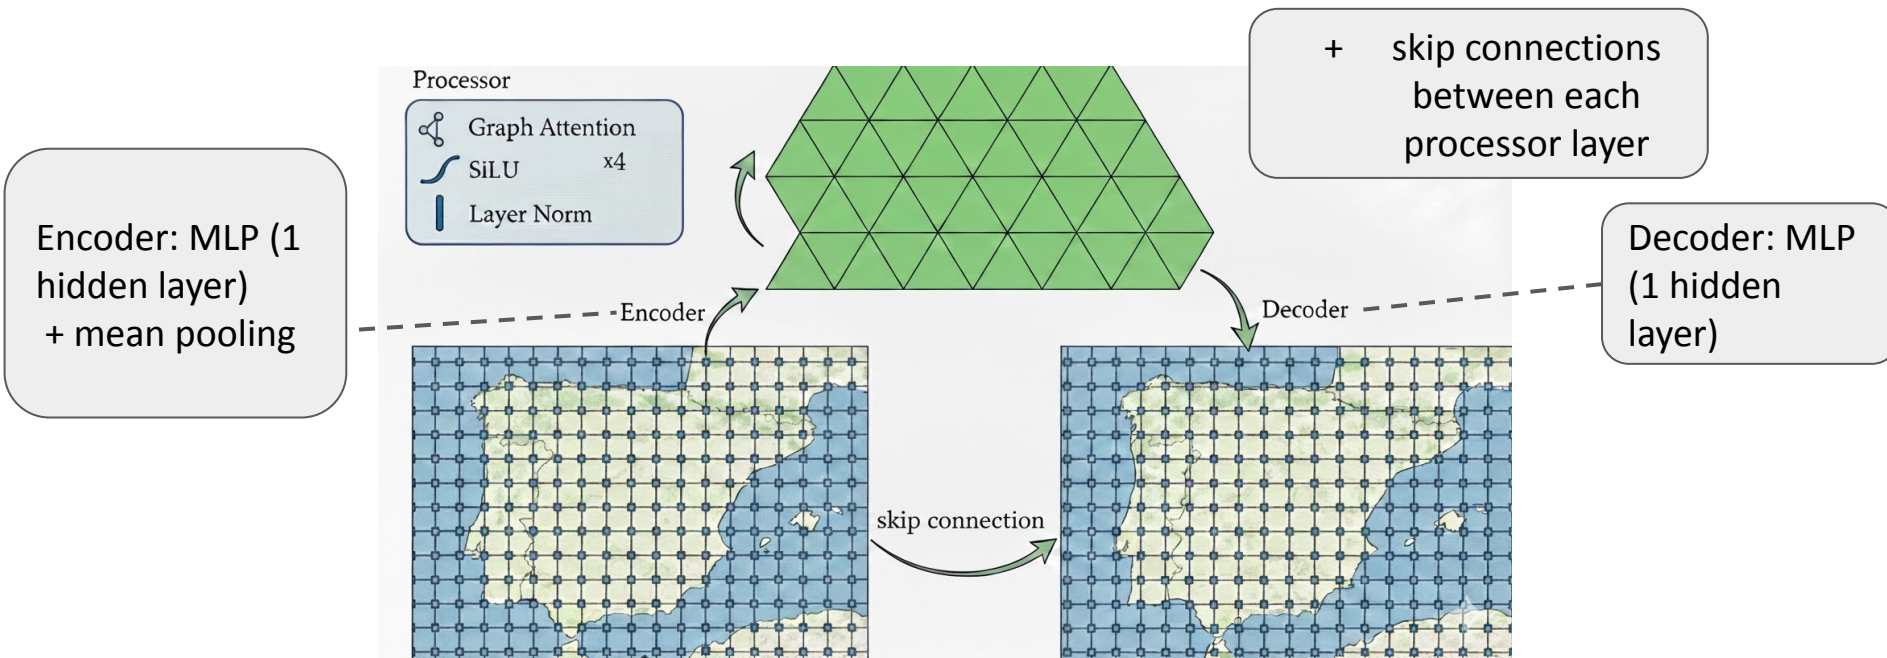 + skip connections
between each
processor layer
Processor
Graph Attention
SiLU x4
Layer Norm
Encoder: MLP (1
hidden layer)
+ mean pooling
Encoder
Decoder
Decoder: MLP
(1 hidden
layer)
skip connection